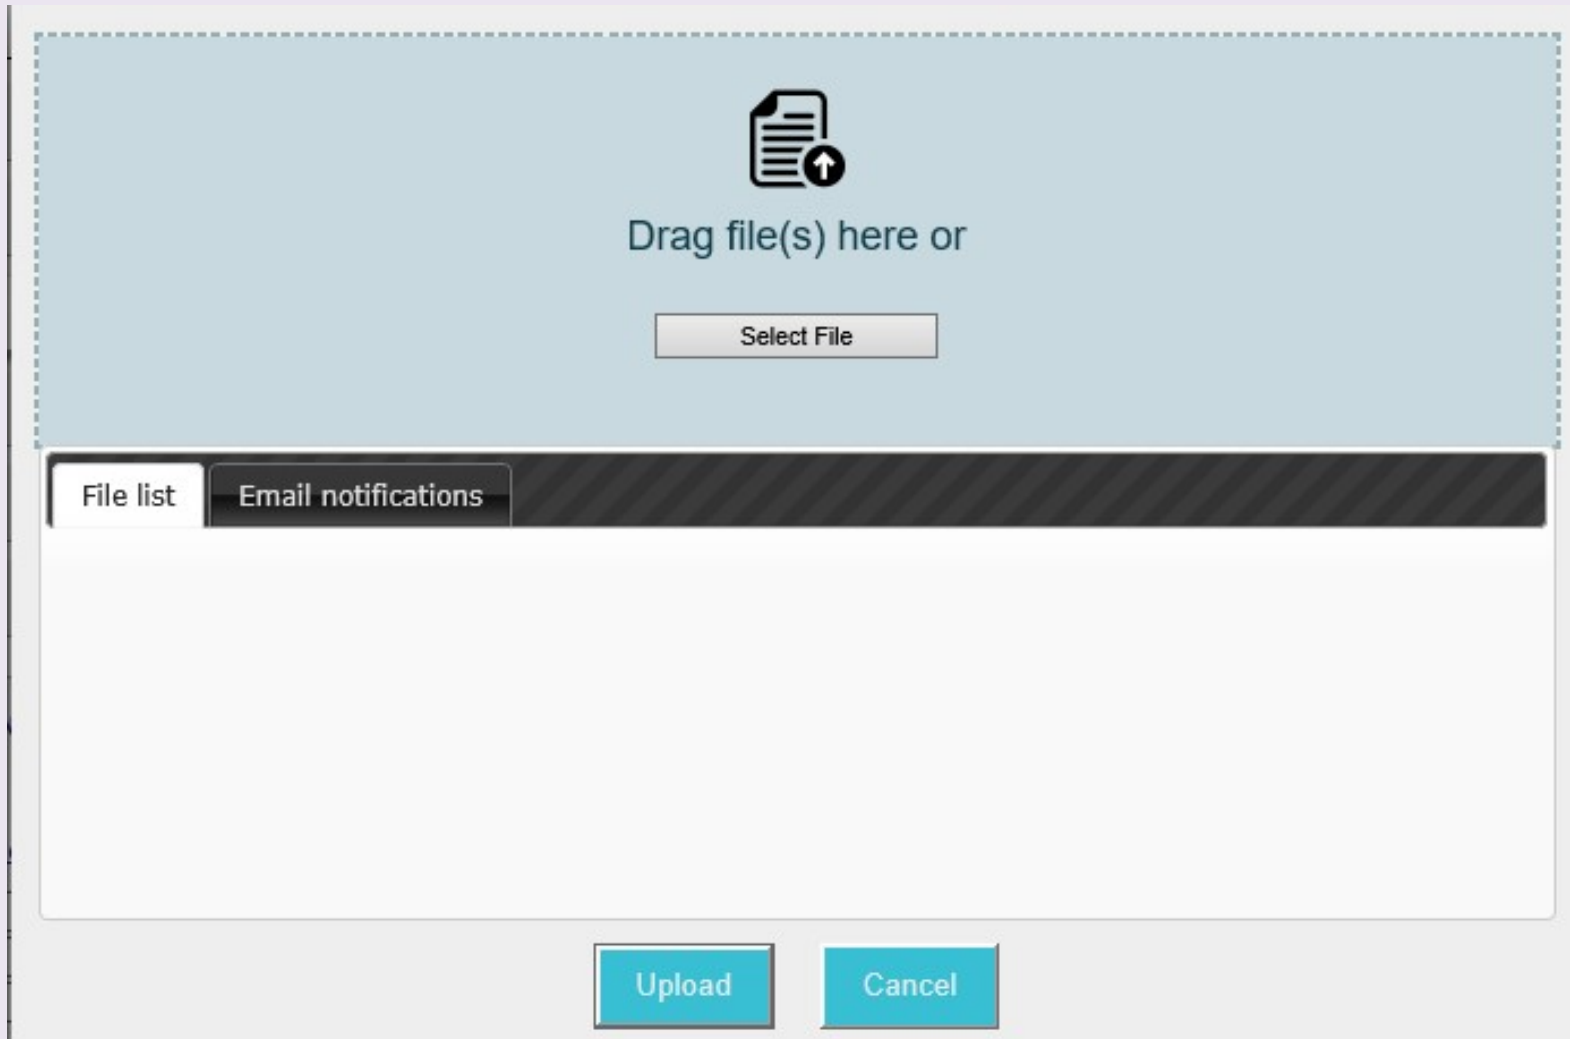 Drag file(s) here or
Select File
File list
Email notifications
Upload
Cancel